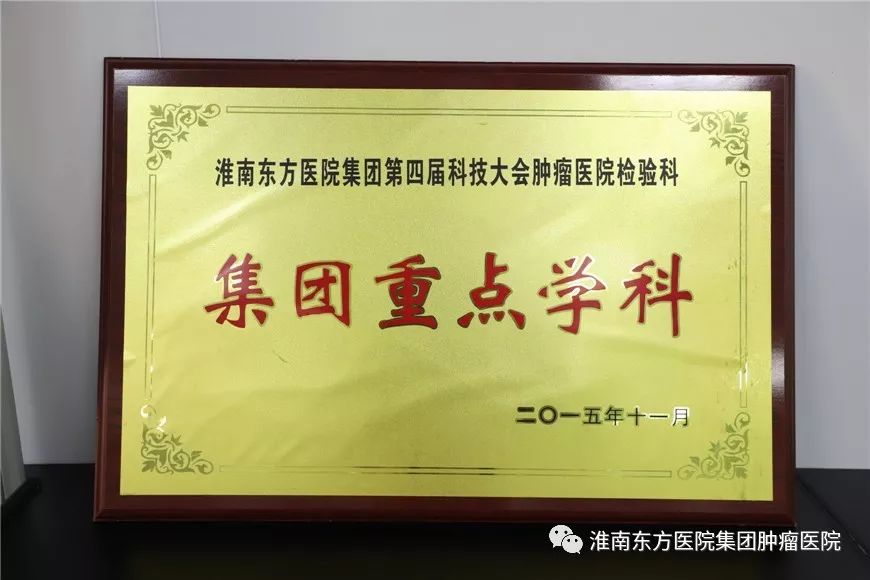 淮南东方医院集团第四届科技大会肿瘤医院检验科
集团重点学科
二〇一五年十一月
淮南东方医院集团肿瘤医院